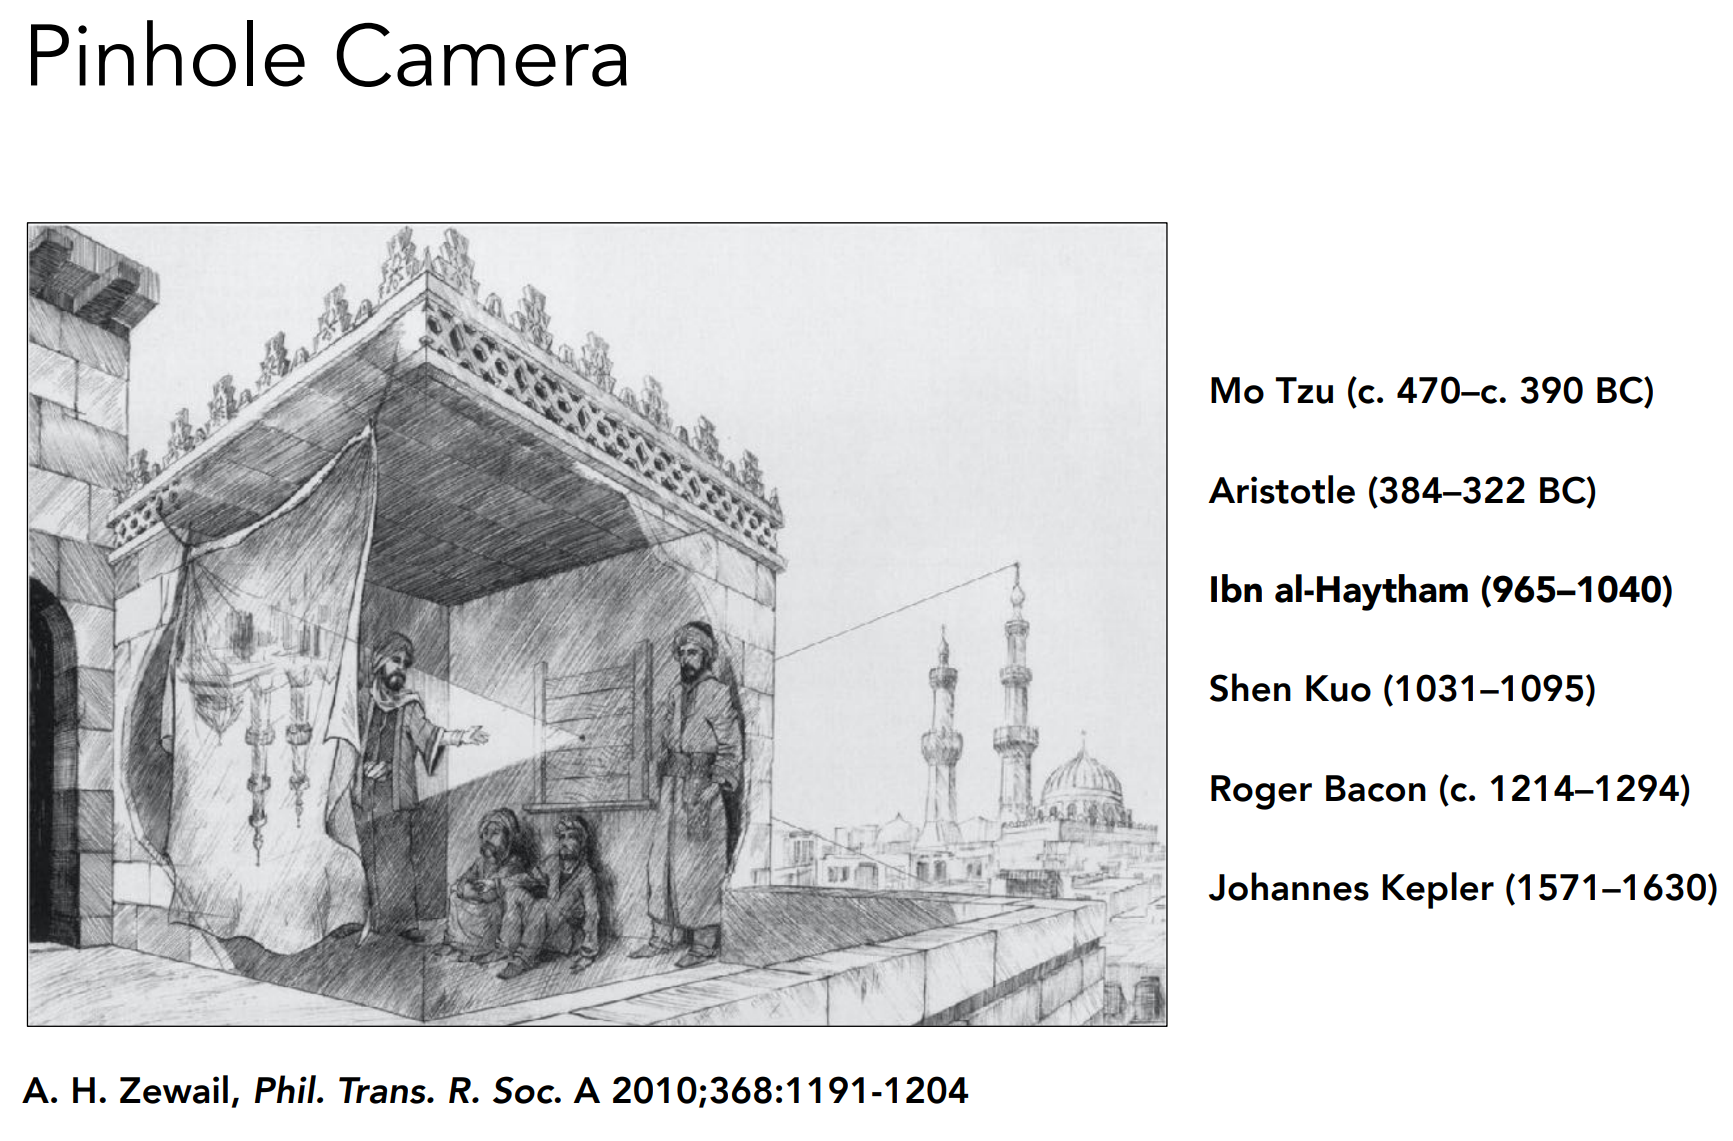 Pinhole Camera
Mo Tzu (c. 470–c. 390 BC)
Aristotle (384–322 BC)
Ibn al-Haytham (965–1040)
Shen Kuo (1031–1095)
Roger Bacon (c. 1214–1294)
Johannes Kepler (1571–1630)
A. H. Zewail, Phil. Trans. R. Soc. A 2010;368:1191-1204